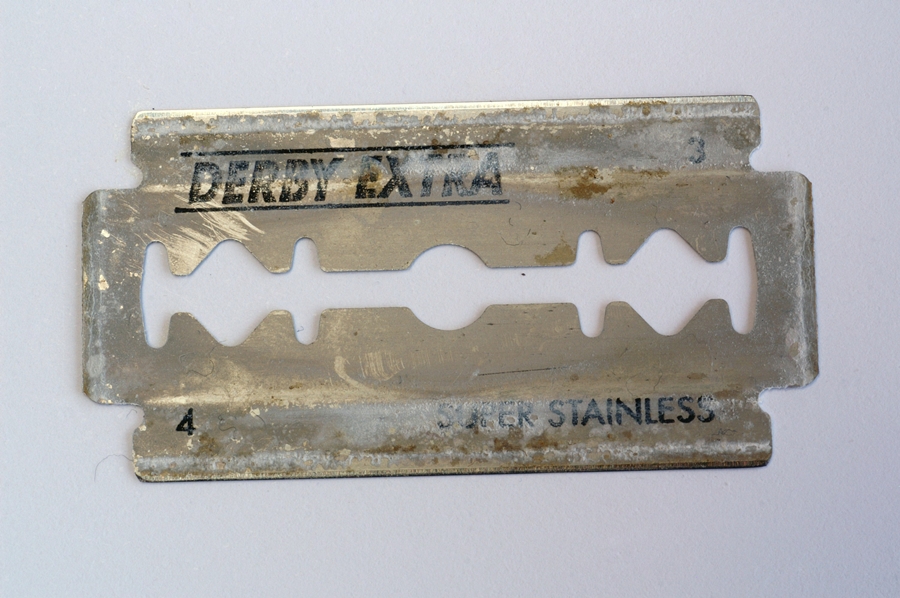 3
DERBY EXTRA
4
SUPER STAINLESS